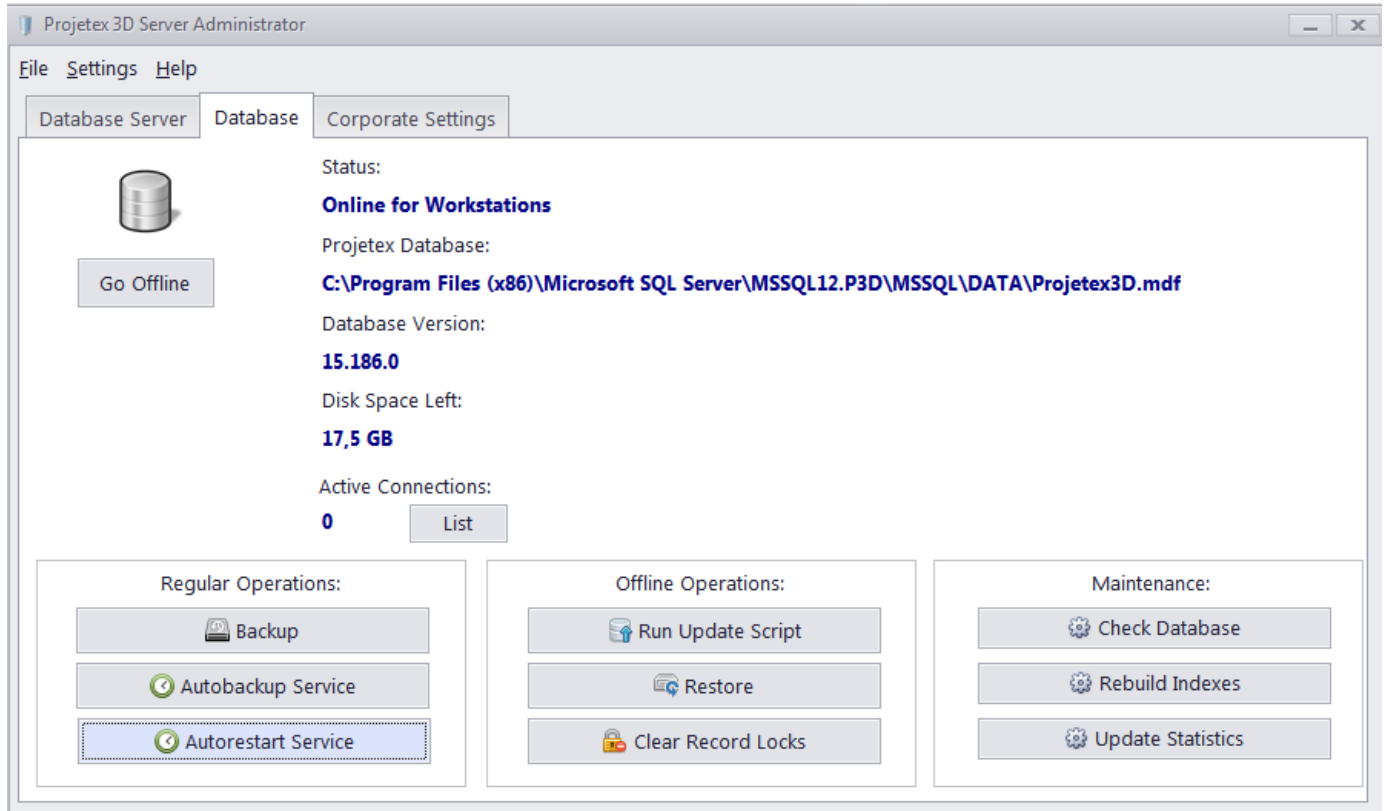 Projetex 3D Server Administrator
File Settings Help
Database Server Database Corporate Settings
Status:
Online for Workstations
Projetex Database:
Go Offline
C:\Program Files (x86)\Microsoft SQL Server\MSSQL12.P3D\MSSQL\DATA\Projetex3D.mdf
Database Version:
15.186.0
Disk Space Left:
17,5 GB
Active Connections:
0 List
Regular Operations:
Backup
Autobackup Service
Autorestart Service
Offline Operations:
Run Update Script
Restore
Clear Record Locks
Maintenance:
Check Database
Rebuild Indexes
Update Statistics